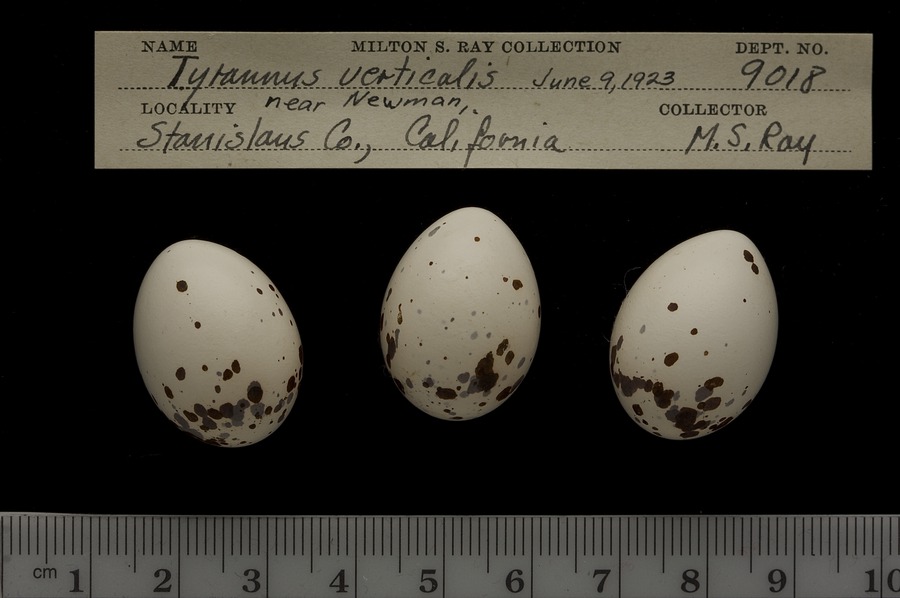 NAME MILTON S. RAY COLLECTION DEPT. NO.
Tyrannus verticalis June 9, 1923 9018
LOCALITY near Newman, COLLECTOR
Stanislaus Co., California M. S. Ray
cm 1 2 3 4 5 6 7 8 9 10